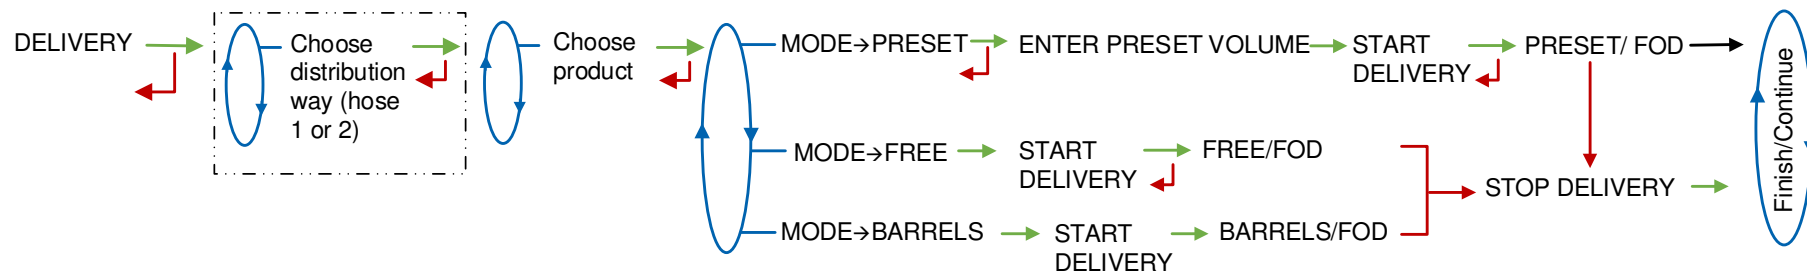 DELIVERY
Choose
distribution
way (hose
1 or 2)
Choose
product
MODE→PRESET
ENTER PRESET VOLUME
START
DELIVERY
PRESET/ FOD
MODE→FREE
START
DELIVERY
FREE/FOD
MODE→BARRELS
START
DELIVERY
BARRELS/FOD
STOP DELIVERY
Finish/Continue